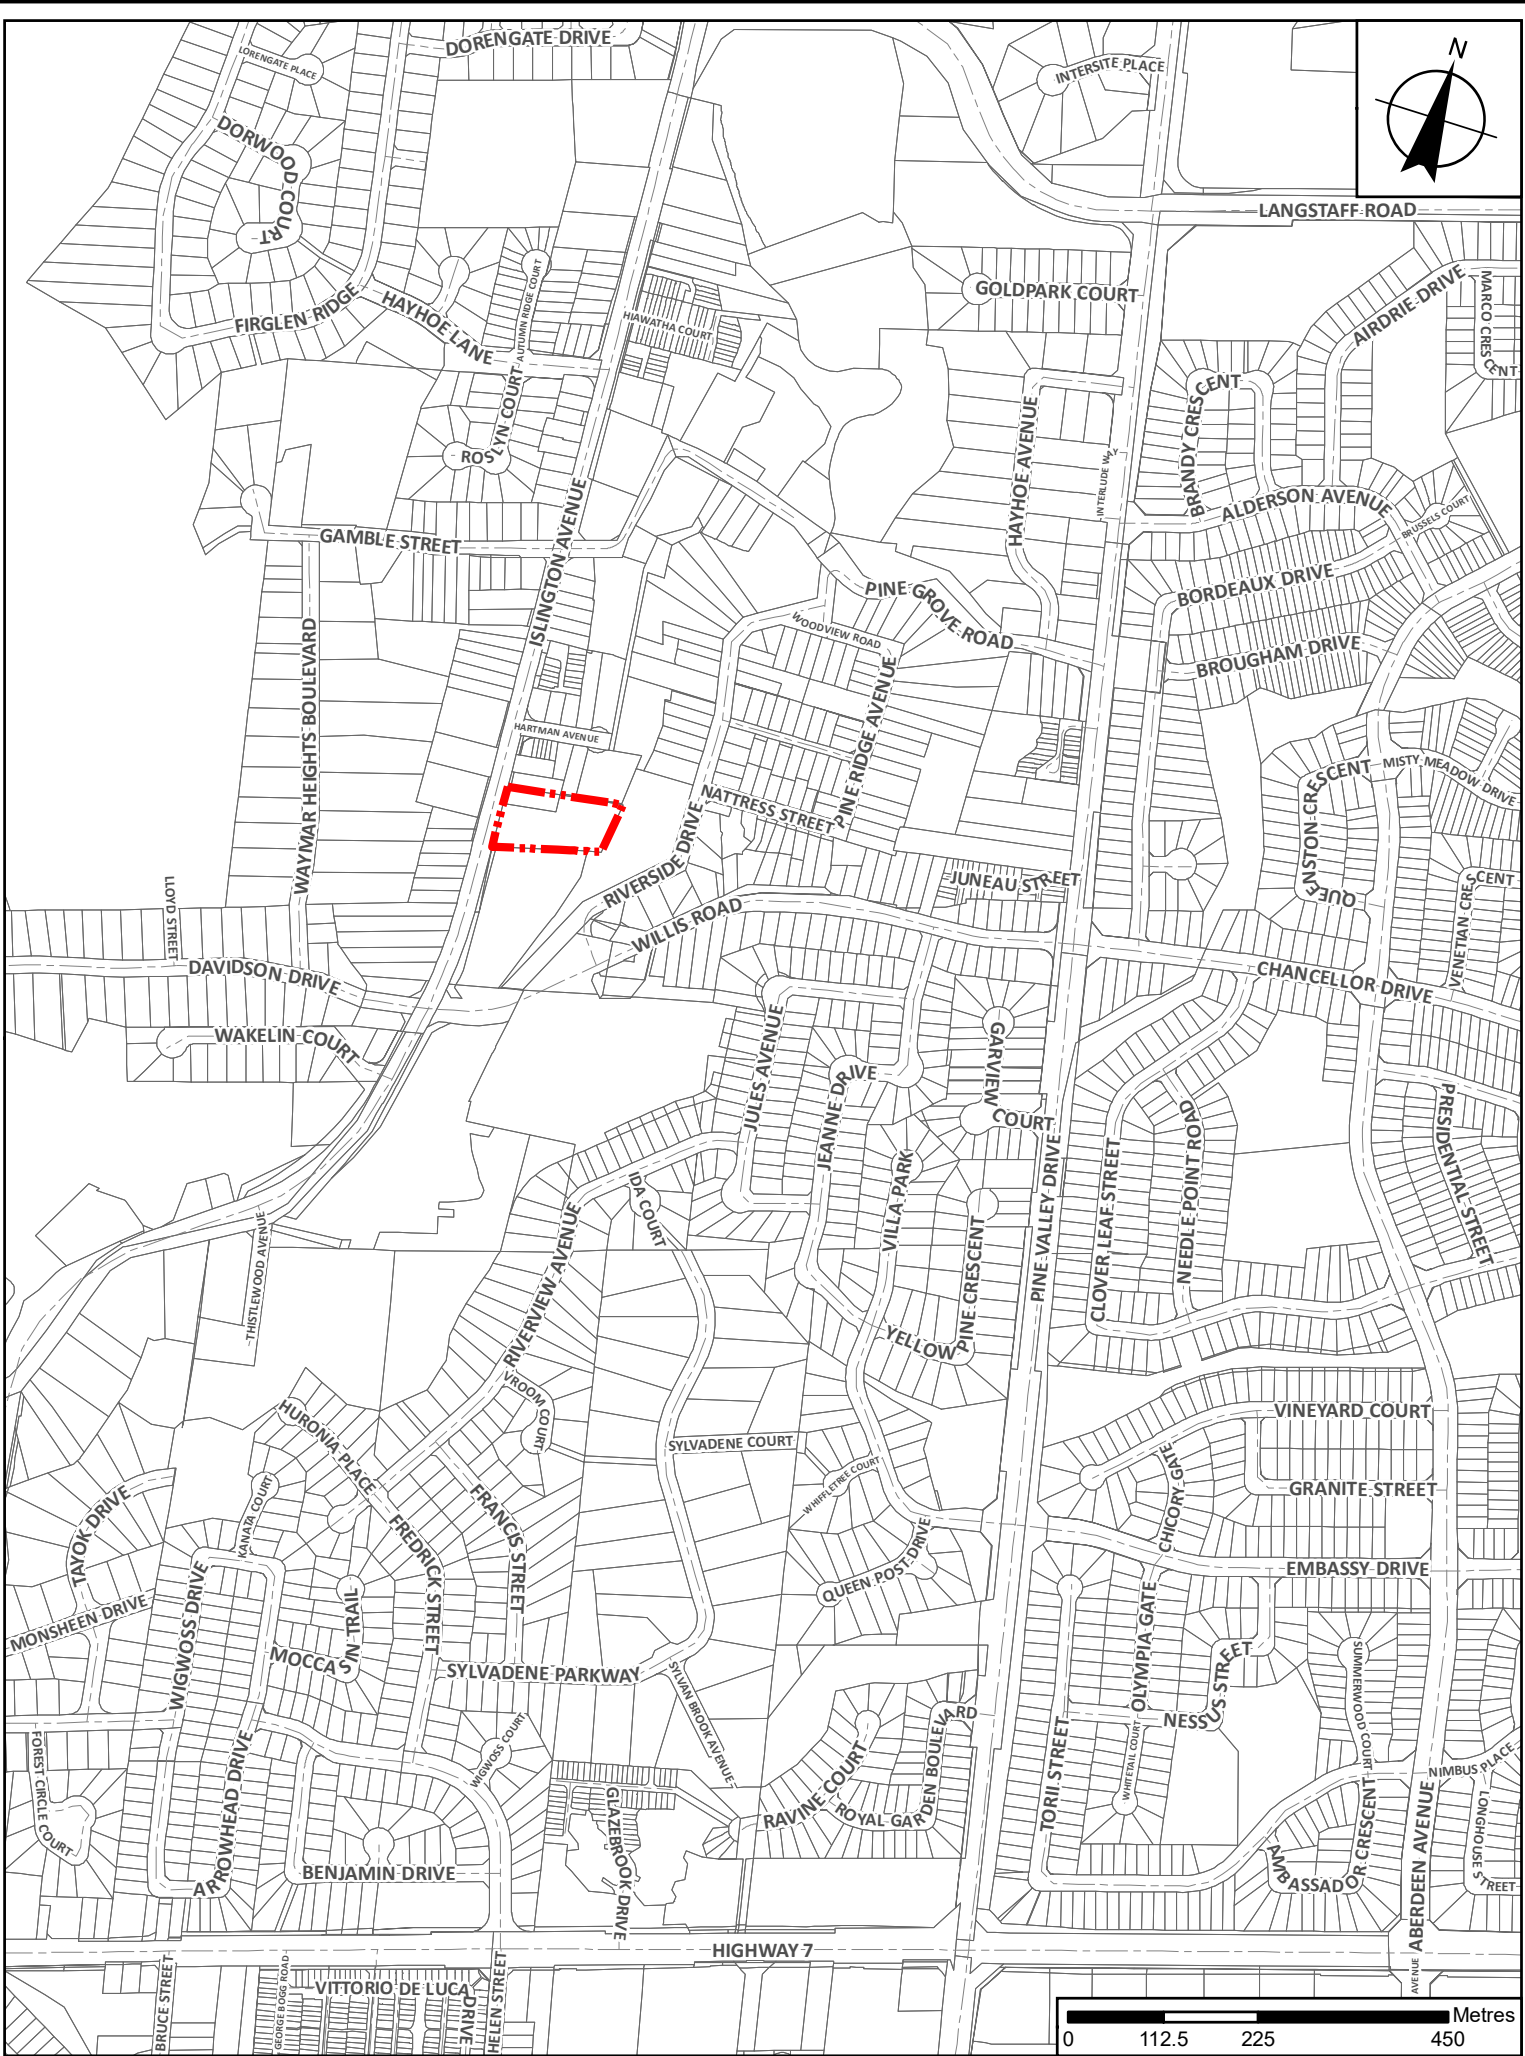 DORENGATE DRIVE
LORENGATE PLACE
INTERSITE PLACE
N
DORWOOD COURT
LANGSTAFF ROAD
FIRGLEN RIDGE
HAYHOE LANE
AUTUMN RIDGE COURT
HIAWATHA COURT
GOLDPARK COURT
AIRDRIE DRIVE
MARCO CRESCENT
ROSLYN COURT
ISLINGTON AVENUE
HAYHOE AVENUE
INTERLUDE WAY
BRANDY CRESCENT
ALDERSON AVENUE
BRUSSELS COURT
GAMBLE STREET
PINE GROVE ROAD
WOODVIEW ROAD
BORDEAUX DRIVE
BROUGHAM DRIVE
WAYMAR HEIGHTS BOULEVARD
HARTMAN AVENUE
PINE RIDGE AVENUE
NATTRESS STREET
QUEENSTON CRESCENT
MISTY MEADOW DRIVE
RIVERSIDE DRIVE
JUNEAU STREET
LLOYD STREET
WILLIS ROAD
VENETIAN CRESCENT
DAVIDSON DRIVE
CHANCELLOR DRIVE
WAKELIN COURT
JULES AVENUE
JEANNE DRIVE
GARVIEW COURT
PINE VALLEY DRIVE
CLOVER LEAF STREET
NEEDLE POINT ROAD
PRESIDENTIAL STREET
VILLA PARK
IDA COURT
THISTLEWOOD AVENUE
RIVERVIEW AVENUE
YELLOW PINE CRESCENT
VROOM COURT
HURONIA PLACE
SYLVADENE COURT
WHIFFLETREE COURT
VINEYARD COURT
CHICORY GATE
GRANITE STREET
TAYOK DRIVE
KANATA COURT
FREDRICK STREET
FRANCIS STREET
QUEEN POST DRIVE
EMBASSY DRIVE
MONSHEEN DRIVE
WIGWOSS DRIVE
MOCCASIN TRAIL
SYLVADENE PARKWAY
SYLVAN BROOK AVENUE
OLYMPIA GATE
NESSUS STREET
SUMMERWOOD COURT
FOREST CIRCLE COURT
ARROWHEAD DRIVE
WIGWOSS COURT
GLAZEBROOK DRIVE
RAVINE COURT
ROYAL GARDEN BOULEVARD
TORII STREET
WHITETAIL COURT
AMBASSADOR CRESCENT
NIMBUS PLACE
LONGHOUSE STREET
ABERDEEN AVENUE
BENJAMIN DRIVE
HIGHWAY 7
BRUCE STREET
GEORGE BOGG ROAD
VITTORIO DE LUCA DRIVE
HELEN STREET
AVENUE
Metres
0 112.5 225 450